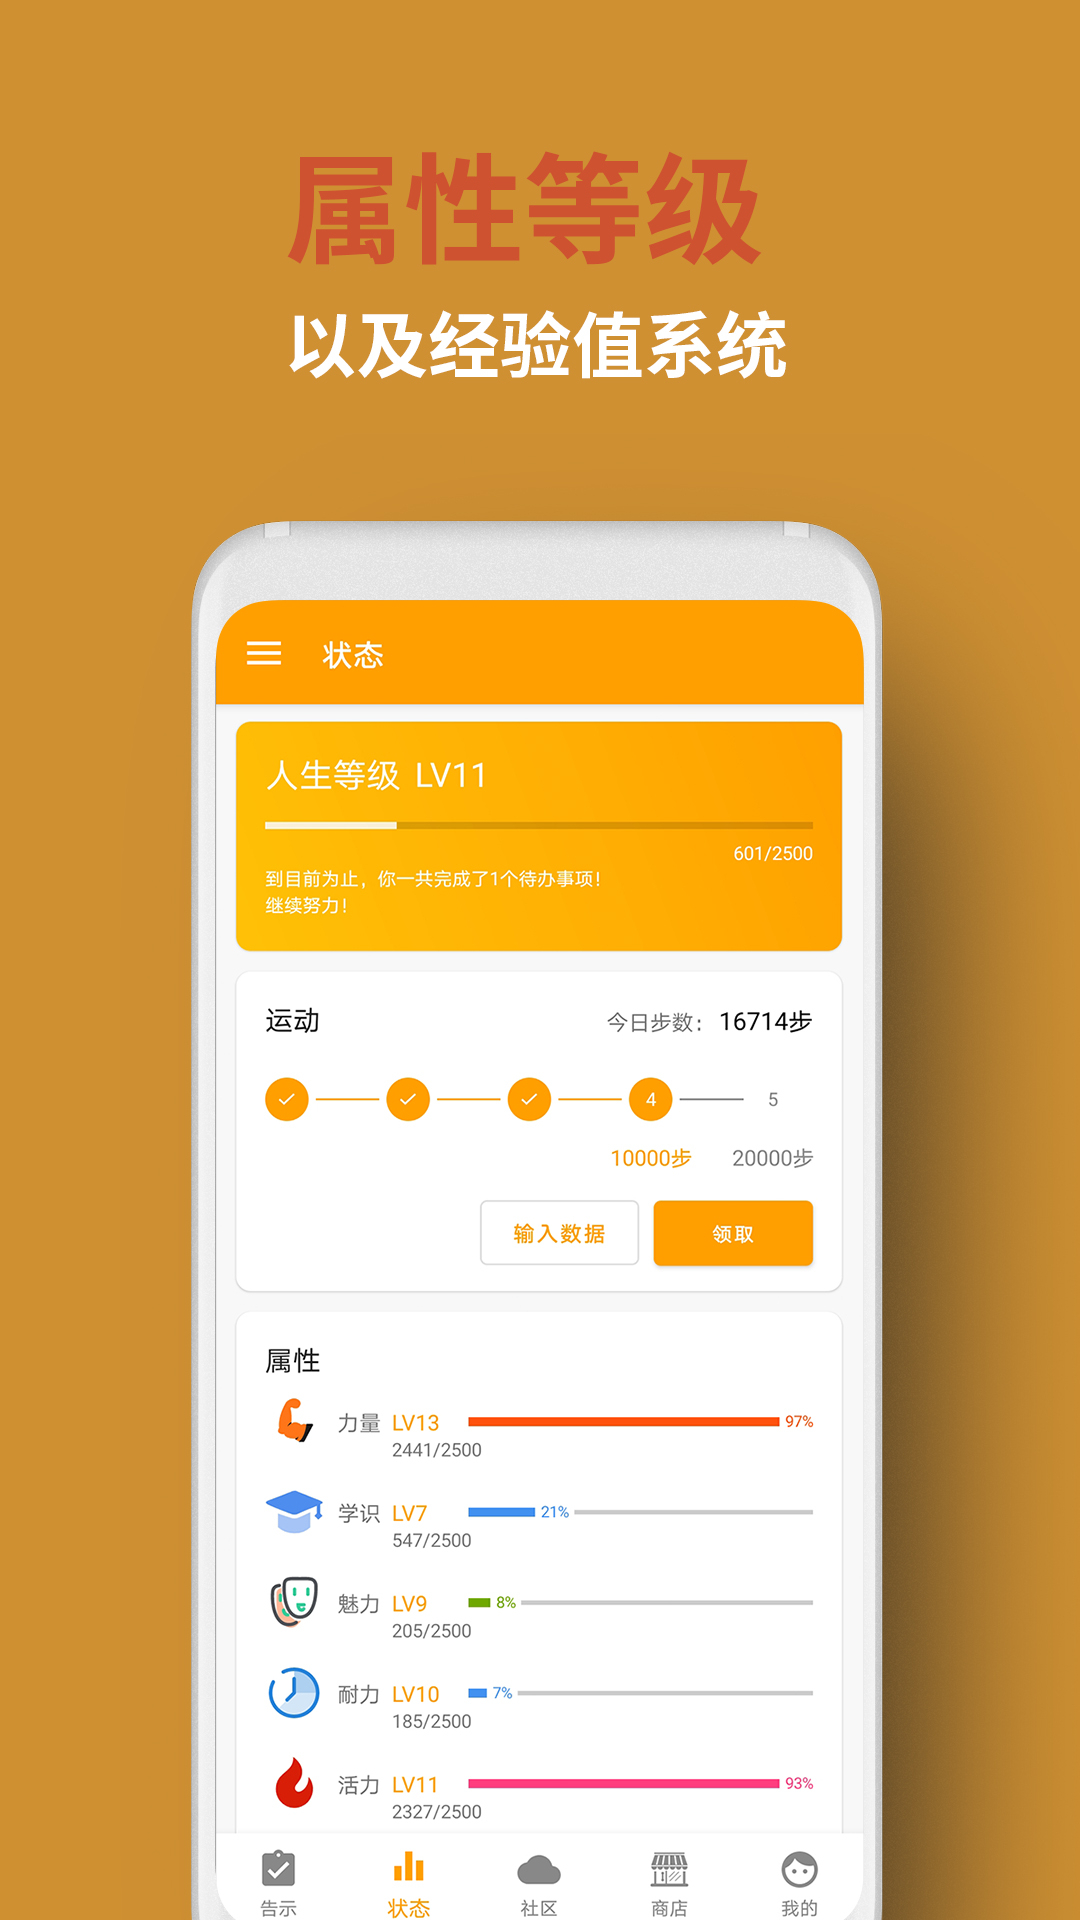 属性等级
以及经验值系统
状态
人生等级 LV11
601/2500
到目前为止，你一共完成了1个待办事项！
继续努力！
运动
今日步数： 16714步
4
5
10000步 20000步
输入数据 领取
属性
力量 LV13 97%
2441/2500
学识 LV7 21%
547/2500
魅力 LV9 8%
205/2500
耐力 LV10 7%
185/2500
活力 LV11 93%
2327/2500
告示 状态 社区 商店 我的